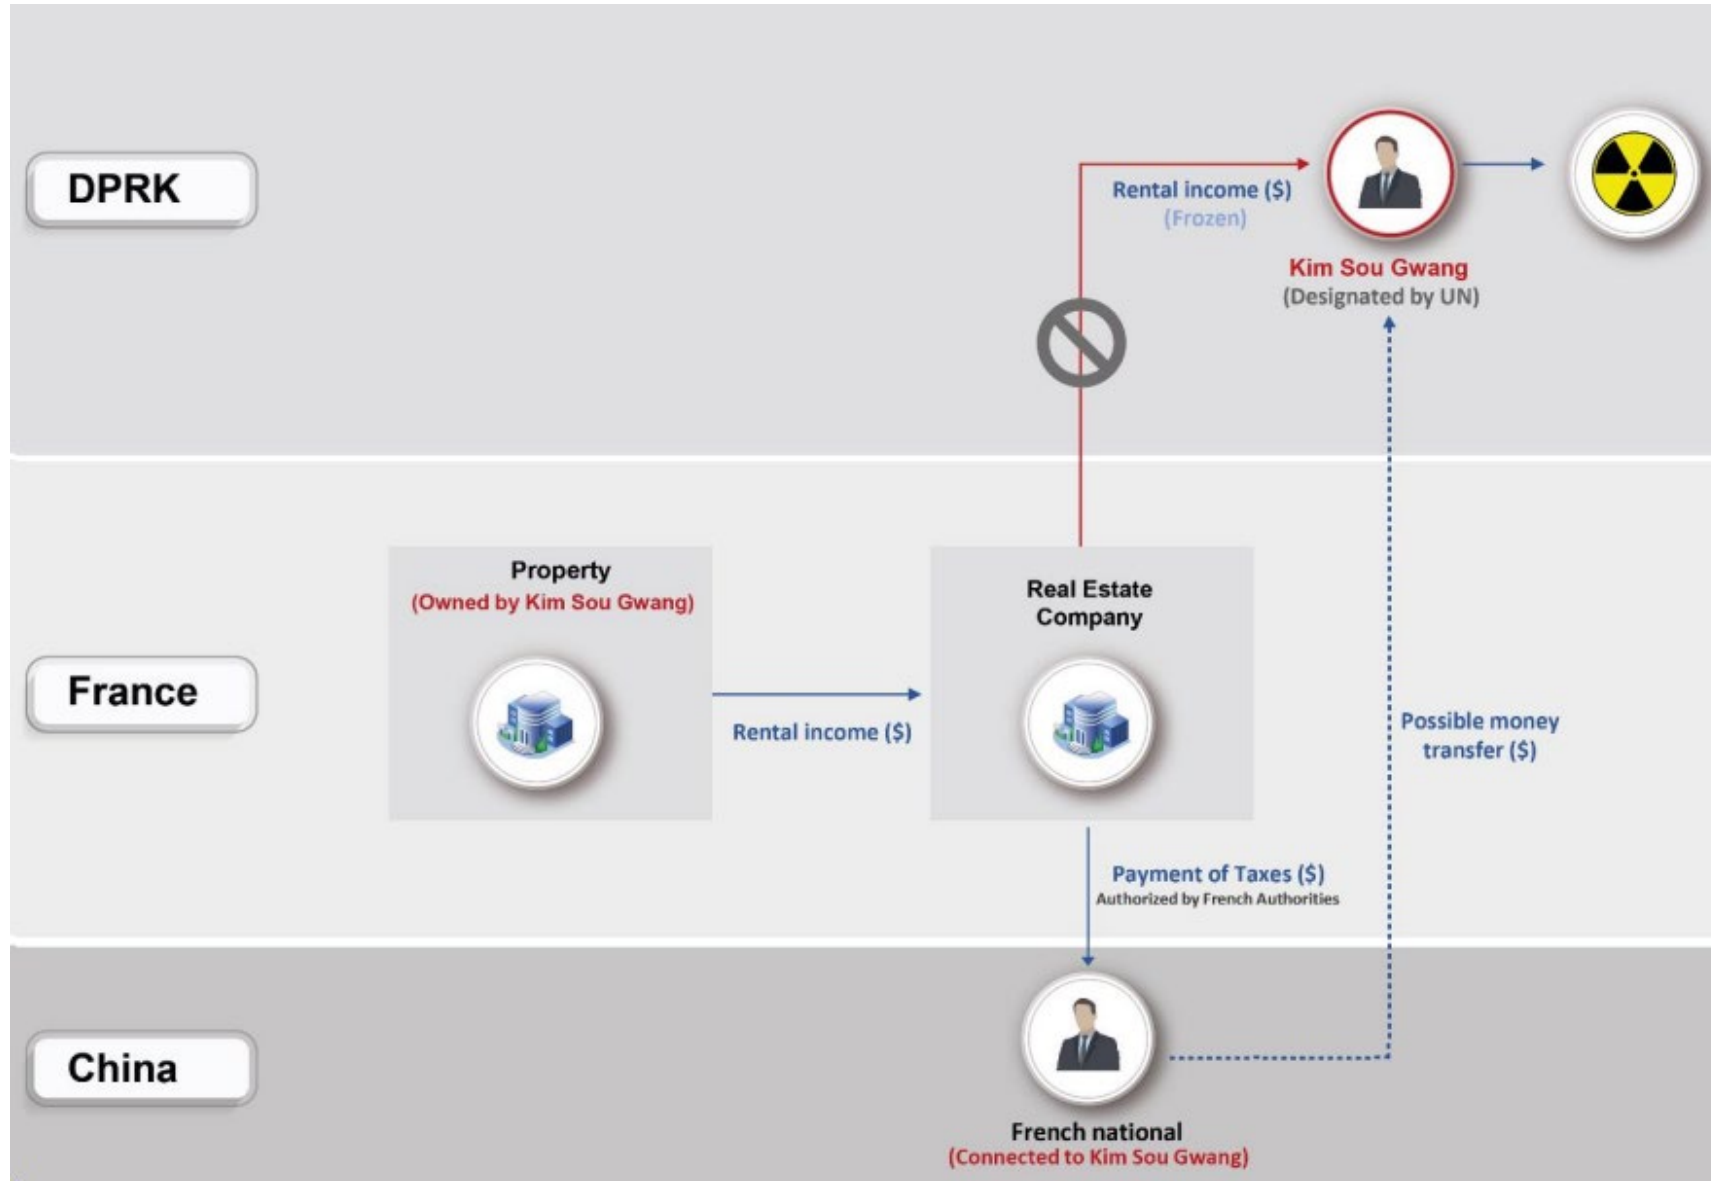 DPRK
Rental income ($)
(Frozen)
Kim Sou Gwang
(Designated by UN)
France
Property
(Owned by Kim Sou Gwang)
Rental income ($)
Real Estate
Company
Possible money
transfer ($)
Payment of Taxes ($)
Authorized by French Authorities
China
French national
(Connected to Kim Sou Gwang)